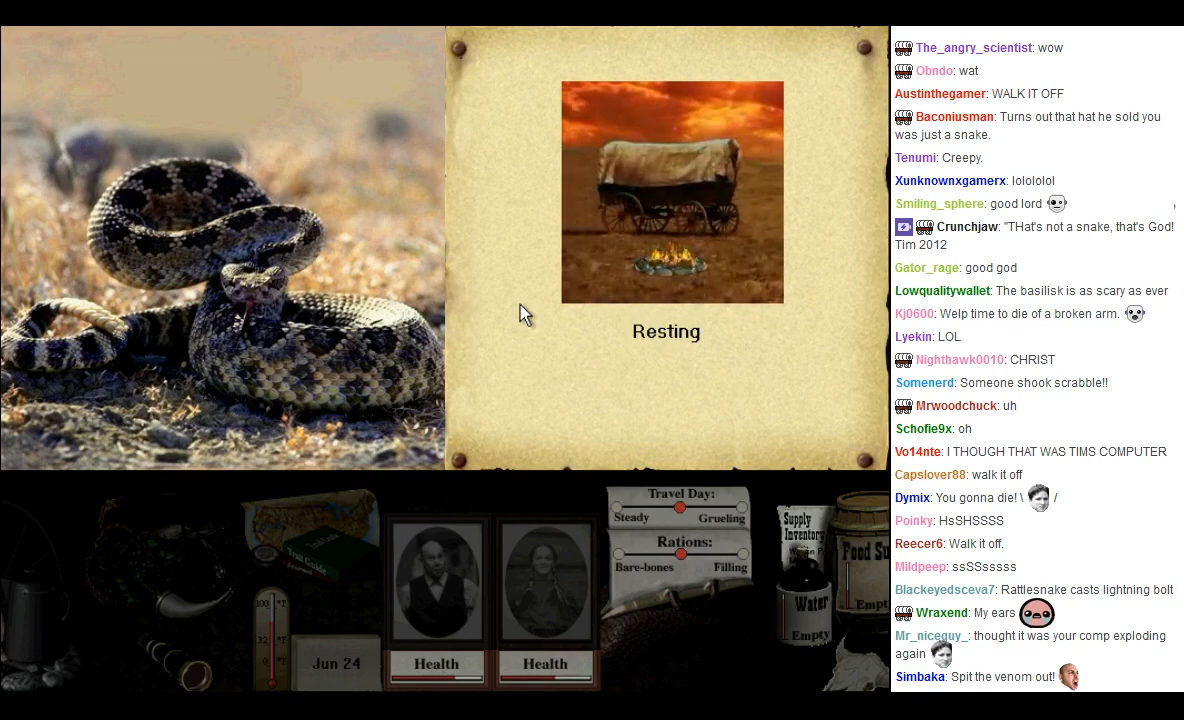 Resting
Travel Day:
Steady
Grueling
Rations:
Bare-bones
Filling
Supply
Inventory
Trail Guide
100 °F
32 °F
0 °F
Jun 24
Health
Health
Water
Empty
The_angry_scientist: wow
Obndo: wat
Austinthegamer: WALK IT OFF
Baconiusman: Turns out that hat he sold you
was just a snake.
Tenumi: Creepy.
Xunknownxgamerx: lolololol
Smiling_sphere: good lord
Crunchjaw: "THat's not a snake, that's God!
Tim 2012
Gator_rage: good god
Lowqualitywallet: The basilisk is as scary as ever
Kj0600: Welp time to die of a broken arm.
Lyekin: LOL
Nighthawk0010: CHRIST
Somenerd: Someone shook scrabble!!
Mrwoodchuck: uh
Schofie9x: oh
Vo14nte: I THOUGH THAT WAS TIMS COMPUTER
Capslover88: walk it off
Dymix: You gonna die! \ /
Poinky: HsSHSSSS
Reecer6: Walk it off.
Mildpeep: ssSSsssss
Blackeyedsceva7: Rattlesnake casts lightning bolt
Wraxend: My ears
Mr_niceguy_: thought it was your comp exploding
again
Simbaka: Spit the venom out!